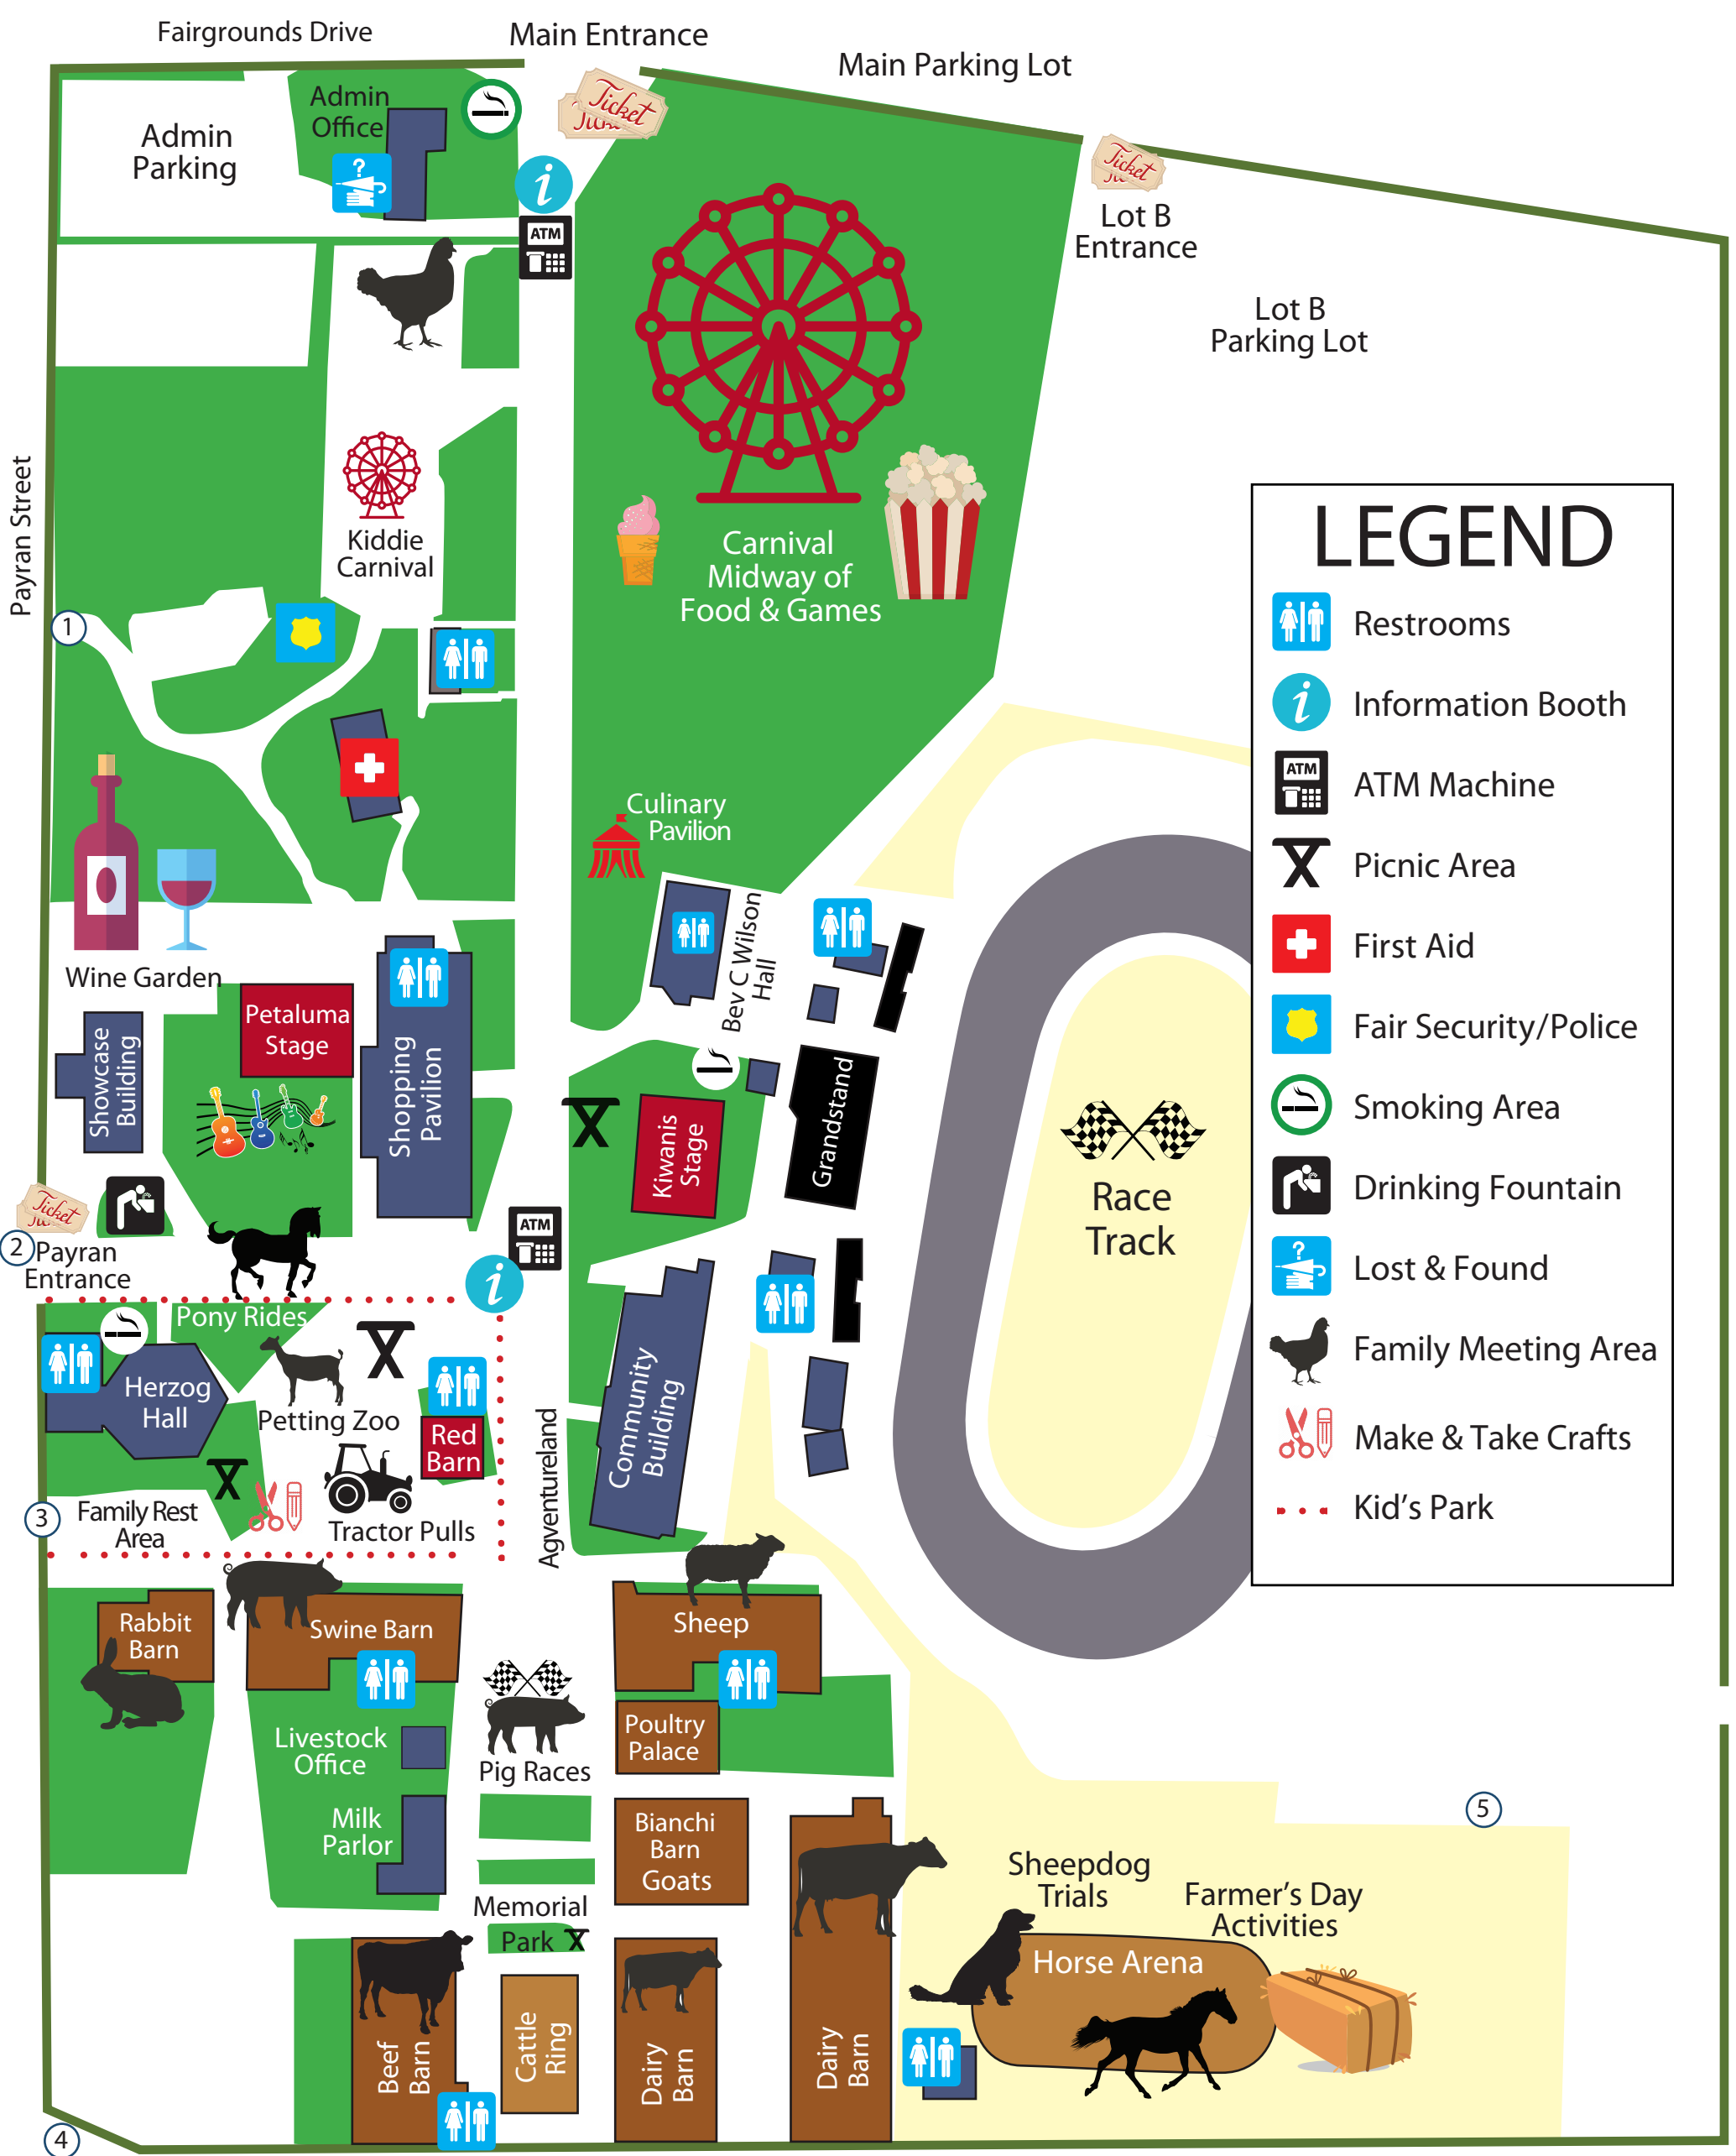 Fairgrounds Drive
Main Entrance
Main Parking Lot
Admin
Office
Admin
Parking
Ticket
Ticket
Lot B
Entrance
ATM
Lot B
Parking Lot
Payran Street
Kiddie
Carnival
Carnival
Midway of
Food & Games
1
LEGEND
Restrooms
Information Booth
ATM
ATM Machine
Picnic Area
First Aid
Fair Security/Police
Smoking Area
Drinking Fountain
Lost & Found
Family Meeting Area
Make & Take Crafts
Kid's Park
Culinary
Pavilion
Bev C Wilson
Hall
Wine Garden
Petaluma
Stage
Showcase
Building
Shopping
Pavilion
Kiwanis
Stage
Grandstand
Race
Track
Ticket
2
Payran
Entrance
ATM
Pony Rides
Herzog
Hall
Petting Zoo
Red
Barn
Tractor Pulls
Family Rest
Area
3
Agventureland
Community
Building
Rabbit
Barn
Swine Barn
Sheep
Livestock
Office
Pig Races
Poultry
Palace
Milk
Parlor
Bianchi
Barn
Goats
5
Memorial
Park
Sheepdog
Trials
Farmer's Day
Activities
Horse Arena
Beef
Barn
Cattle
Ring
Dairy
Barn
Dairy
Barn
4